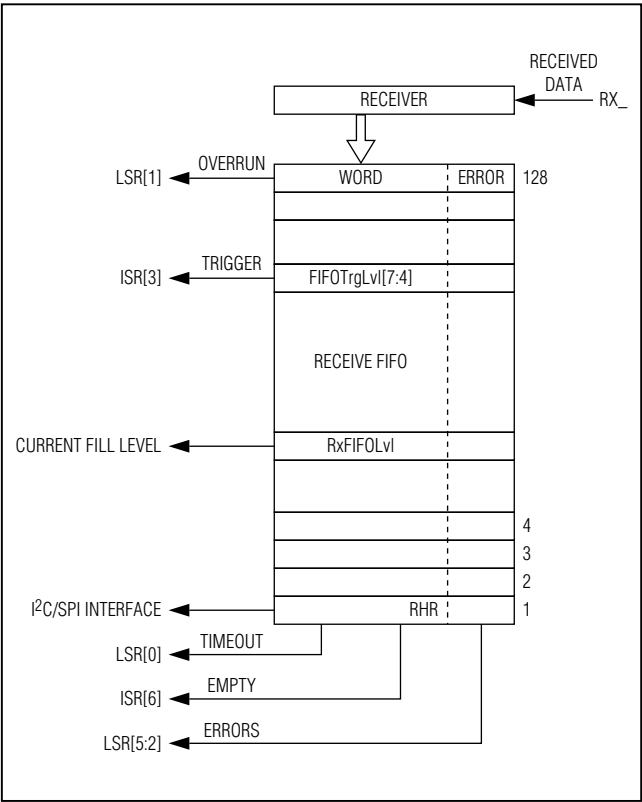 RECEIVED
DATA
RECEIVER
RX_
OVERRUN
LSR[1]
WORD
ERROR
128
TRIGGER
ISR[3]
FIFOTrgLvl[7:4]
RECEIVE FIFO
CURRENT FILL LEVEL
RxFIFOLvl
4
3
2
I2C/SPI INTERFACE
RHR
1
TIMEOUT
LSR[0]
EMPTY
ISR[6]
ERRORS
LSR[5:2]